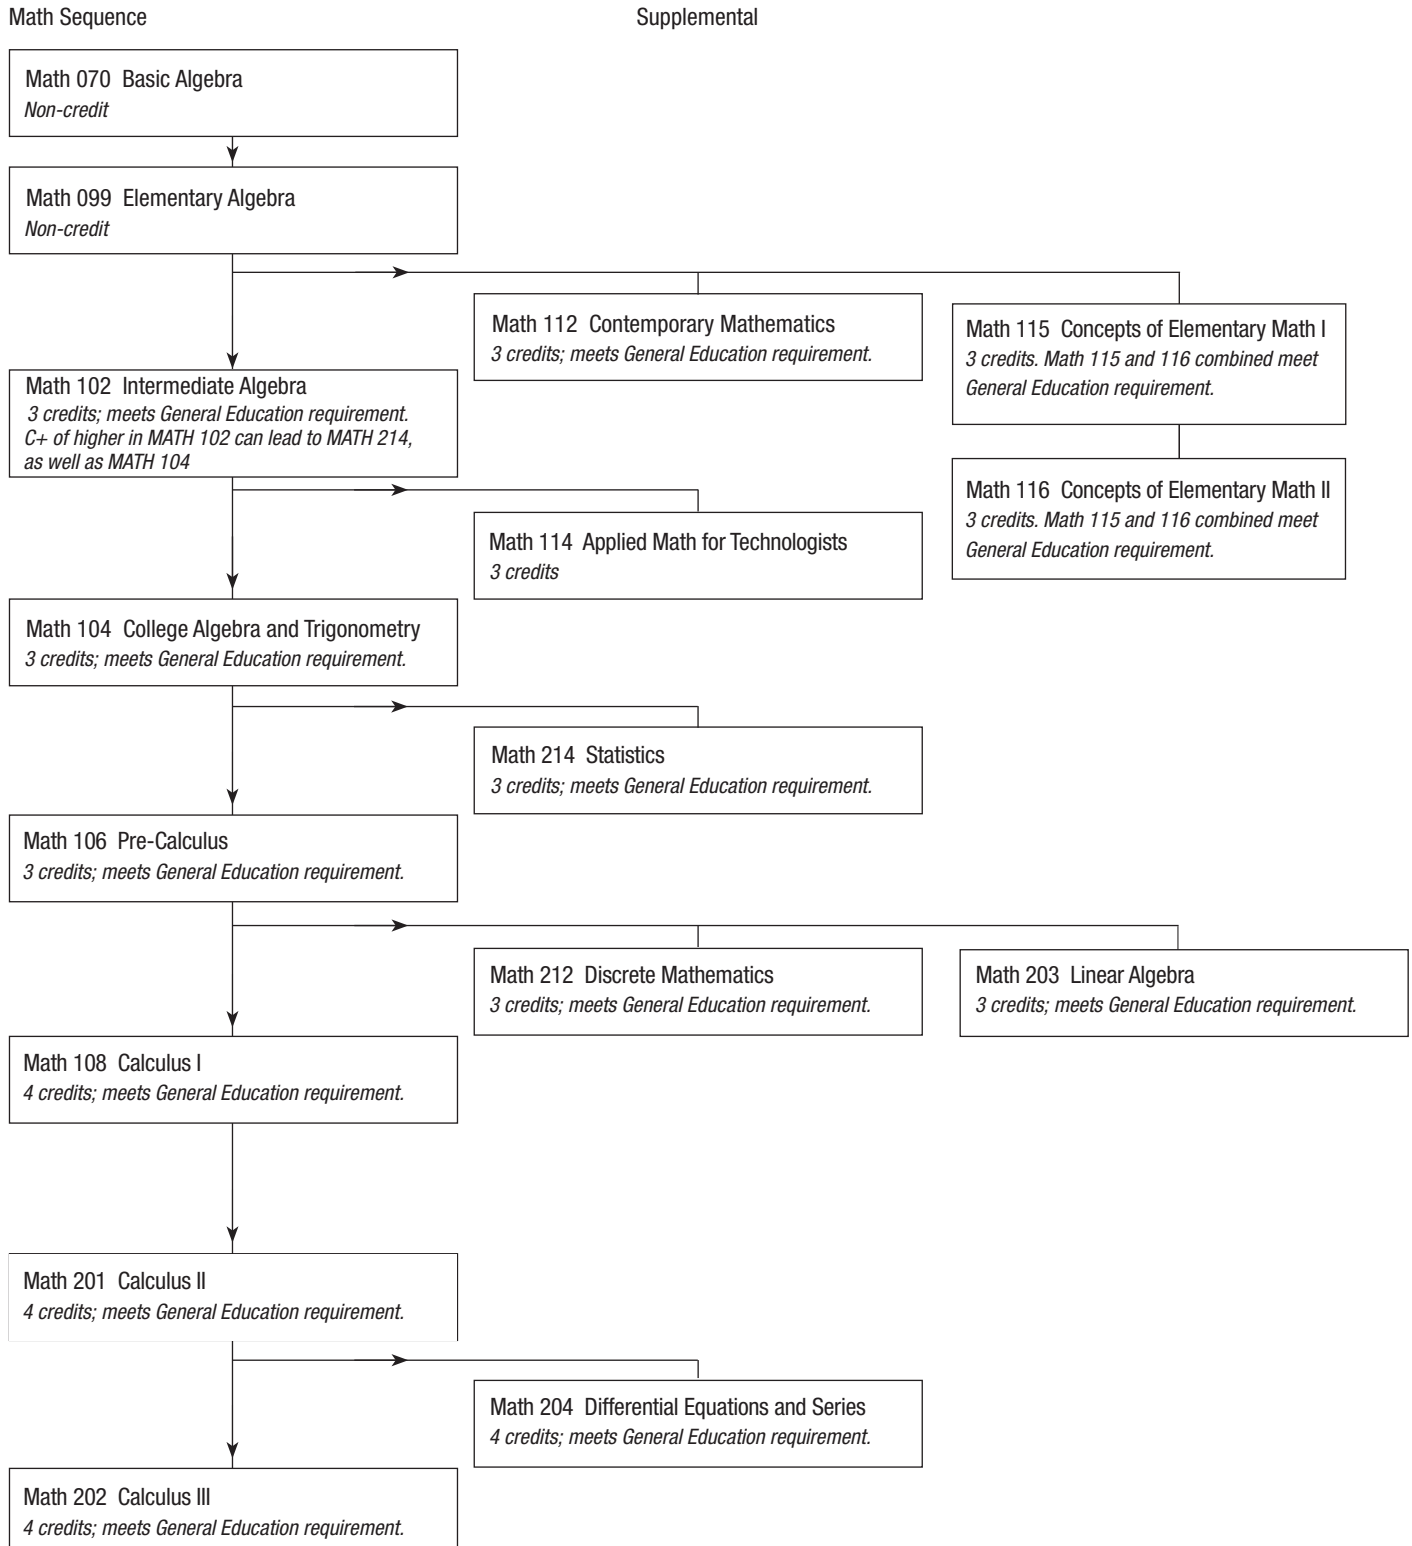 Math Sequence
Supplemental
Math 070  Basic Algebra
Non-credit
Math 099  Elementary Algebra
Non-credit
Math 112  Contemporary Mathematics
3 credits; meets General Education requirement.
Math 115  Concepts of Elementary Math I
3 credits. Math 115 and 116 combined meet
General Education requirement.
Math 102  Intermediate Algebra
3 credits; meets General Education requirement.
C+ of higher in MATH 102 can lead to MATH 214,
as well as MATH 104
Math 116  Concepts of Elementary Math II
3 credits. Math 115 and 116 combined meet
General Education requirement.
Math 114  Applied Math for Technologists
3 credits
Math 104  College Algebra and Trigonometry
3 credits; meets General Education requirement.
Math 214  Statistics
3 credits; meets General Education requirement.
Math 106  Pre-Calculus
3 credits; meets General Education requirement.
Math 212  Discrete Mathematics
3 credits; meets General Education requirement.
Math 203  Linear Algebra
3 credits; meets General Education requirement.
Math 108  Calculus I
4 credits; meets General Education requirement.
Math 201  Calculus II
4 credits; meets General Education requirement.
Math 204  Differential Equations and Series
4 credits; meets General Education requirement.
Math 202  Calculus III
4 credits; meets General Education requirement.